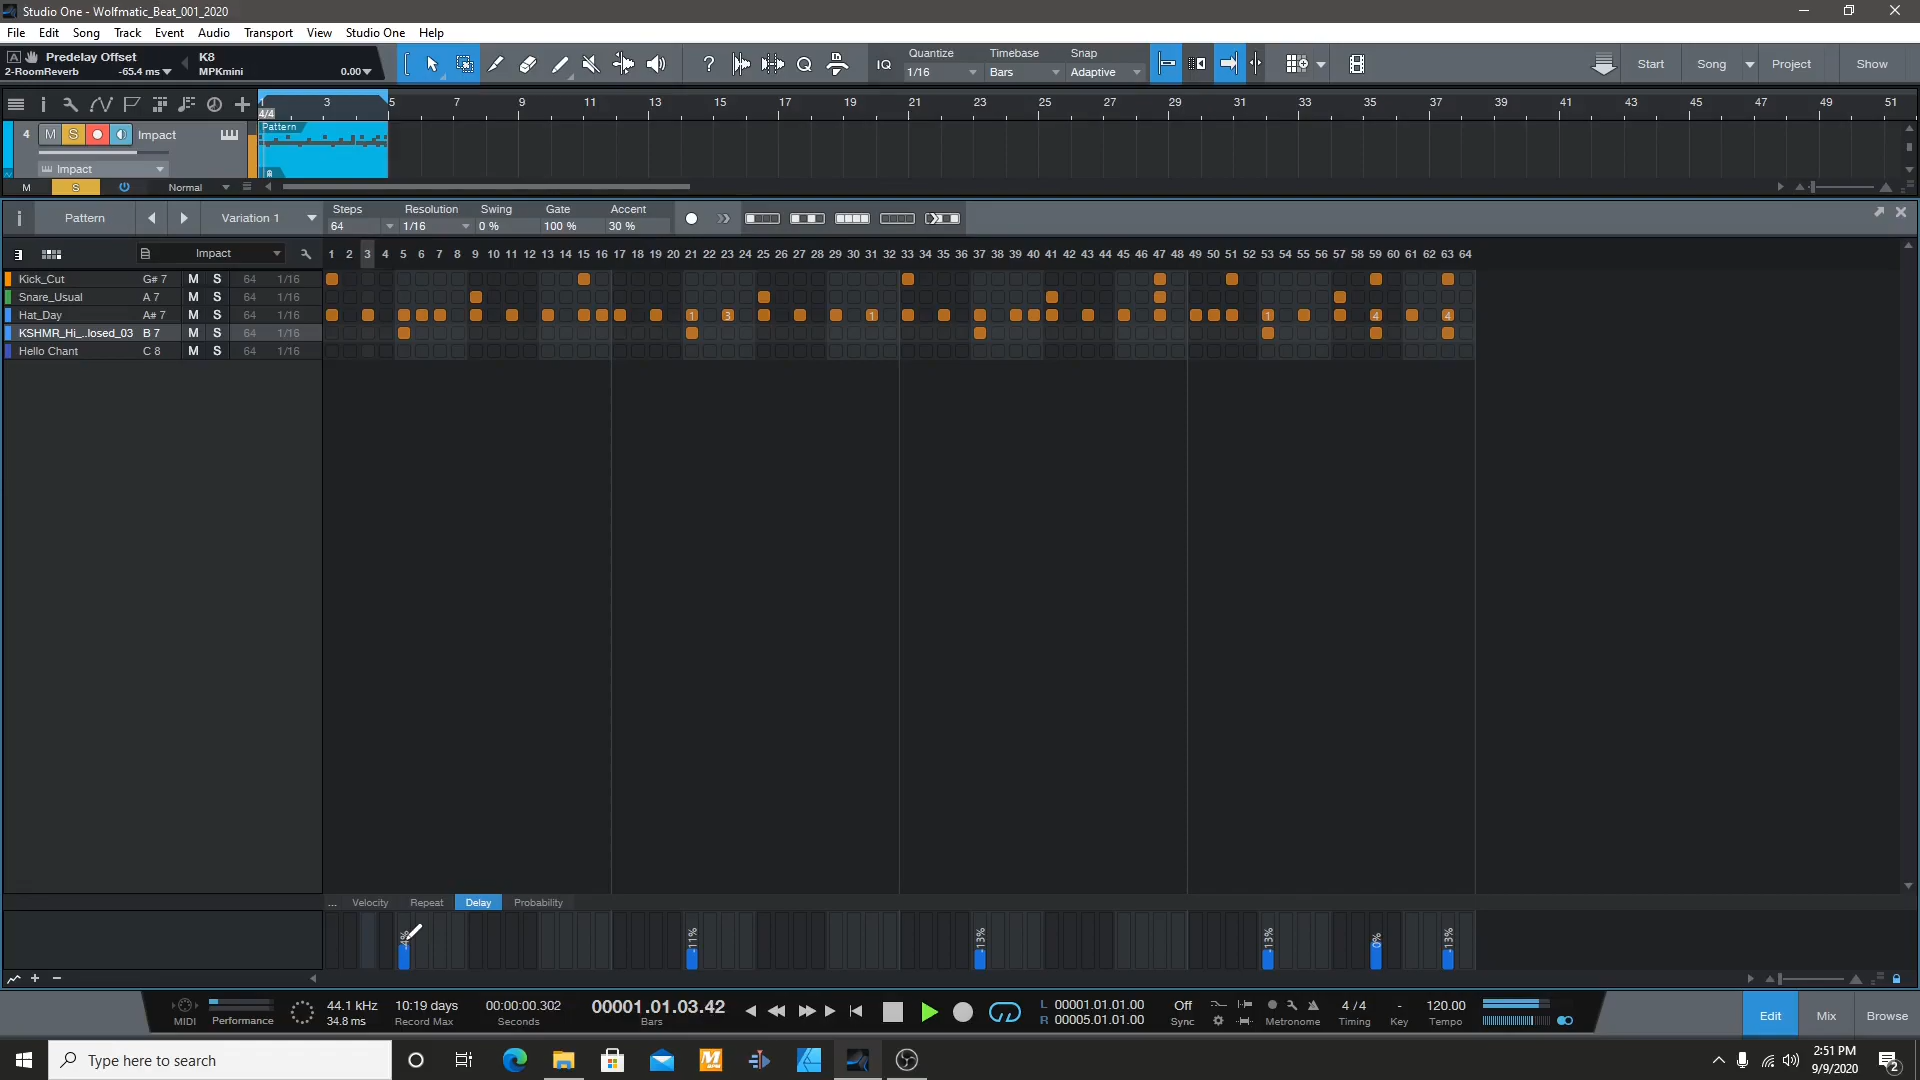 Studio One - Wolfmatic_Beat_001_2020
File Edit Song Track Event Audio Transport View Studio One Help
Predelay Offset K8
2-RoomReverb -65.4 ms MPKmini 0.00
IQ Quantize Timebase Snap
1/16 Bars Adaptive
Start Song Project Show
1 3 5 7 9 11 13 15 17 19 21 23 25 27 29 31 33 35 37 39 41 43 45 47 49 51
4/4
Pattern
4 M S Impact
Impact
M S Normal
Pattern Variation 1
Steps Resolution Swing Gate Accent
64 1/16 0 % 100 % 30 %
Impact 1 2 3 4 5 6 7 8 9 10 11 12 13 14 15 16 17 18 19 20 21 22 23 24 25 26 27 28 29 30 31 32 33 34 35 36 37 38 39 40 41 42 43 44 45 46 47 48 49 50 51 52 53 54 55 56 57 58 59 60 61 62 63 64
Kick_Cut G# 7 M S 64 1/16
Snare_Usual A 7 M S 64 1/16
Hat_Day A# 7 M S 64 1/16 1 3 1 1 4 4
KSHMR_Hi_...losed_03 B 7 M S 64 1/16
Hello Chant C 8 M S 64 1/16
... Velocity Repeat Delay Probability
-4% -11% -13% -13% 0% -13%
MIDI Performance
44.1 kHz 10:19 days 00:00:00.302 00001.01.03.42
34.8 ms Record Max Seconds Bars
L 00001.01.01.00
R 00005.01.01.00
Off 4 / 4 - 120.00
Sync Metronome Timing Key Tempo
Edit Mix Browse
Type here to search
2:51 PM
9/9/2020
2